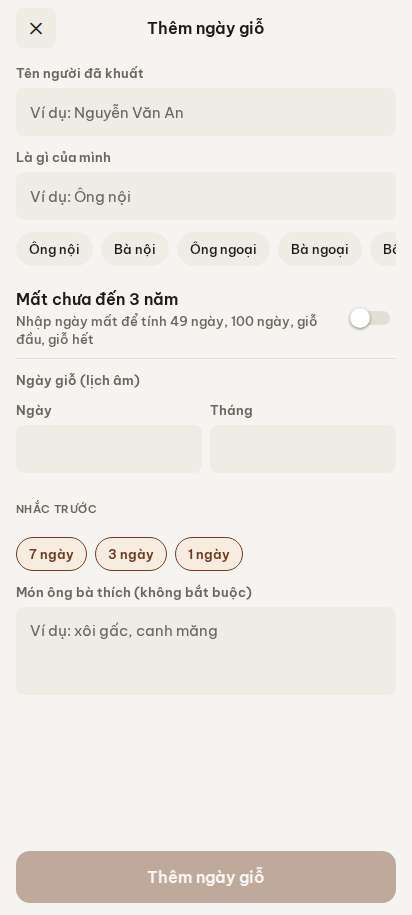 Thêm ngày giỗ
Tên người đã khuất
Ví dụ: Nguyễn Văn An
Là gì của mình
Ví dụ: Ông nội
Ông nội
Bà nội
Ông ngoại
Bà ngoại
Mất chưa đến 3 năm
Nhập ngày mất để tính 49 ngày, 100 ngày, giỗ
đầu, giỗ hết
Ngày giỗ (lịch âm)
Ngày
Tháng
NHẮC TRƯỚC
7 ngày
3 ngày
1 ngày
Món ông bà thích (không bắt buộc)
Ví dụ: xôi gấc, canh măng
Thêm ngày giỗ